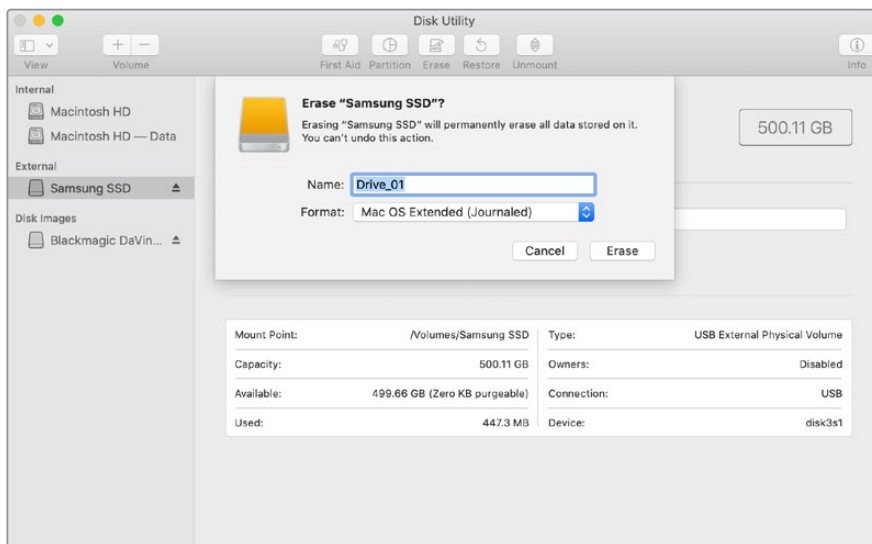 Disk Utility
View
Volume
First Aid
Partition
Erase
Restore
Unmount
Info
Internal
Macintosh HD
Macintosh HD — Data
External
Samsung SSD
Disk Images
Blackmagic DaVin...
Erase “Samsung SSD”?
Erasing “Samsung SSD” will permanently erase all data stored on it.
You can’t undo this action.
Name: Drive_01
Format: Mac OS Extended (Journaled)
Cancel
Erase
500.11 GB
Mount Point: /Volumes/Samsung SSD
Capacity: 500.11 GB
Available: 499.66 GB (Zero KB purgeable)
Used: 447.3 MB
Type: USB External Physical Volume
Owners: Disabled
Connection: USB
Device: disk3s1